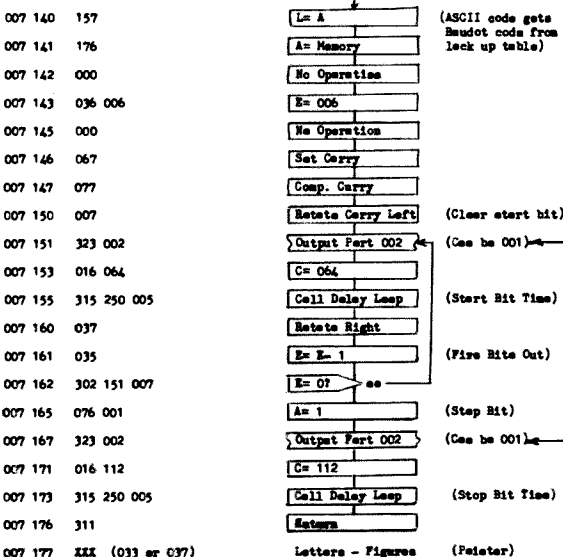 007 140 157 L= A (ASCII code gets
Baudot code from
007 141 176 A= Memory look up table)
007 142 000 No Operation
007 143 036 006 E= 006
007 145 000 No Operation
007 146 067 Set Carry
007 147 077 Comp. Carry
007 150 007 Rotate Carry Left (Clear start bit)
007 151 323 002 Output Port 002 (Can be 001)
007 153 016 064 C= 064
007 155 315 250 005 Call Delay Loop (Start Bit Time)
007 160 037 Rotate Right
007 161 035 E= E- 1 (Five Bits Out)
007 162 302 151 007 E= 0? no
007 165 076 001 A= 1 (Stop Bit)
007 167 323 002 Output Port 002 (Can be 001)
007 171 016 112 C= 112
007 173 315 250 005 Call Delay Loop (Stop Bit Time)
007 176 311 Return
007 177 XXX (033 or 037) Letters - Figures (Pointer)